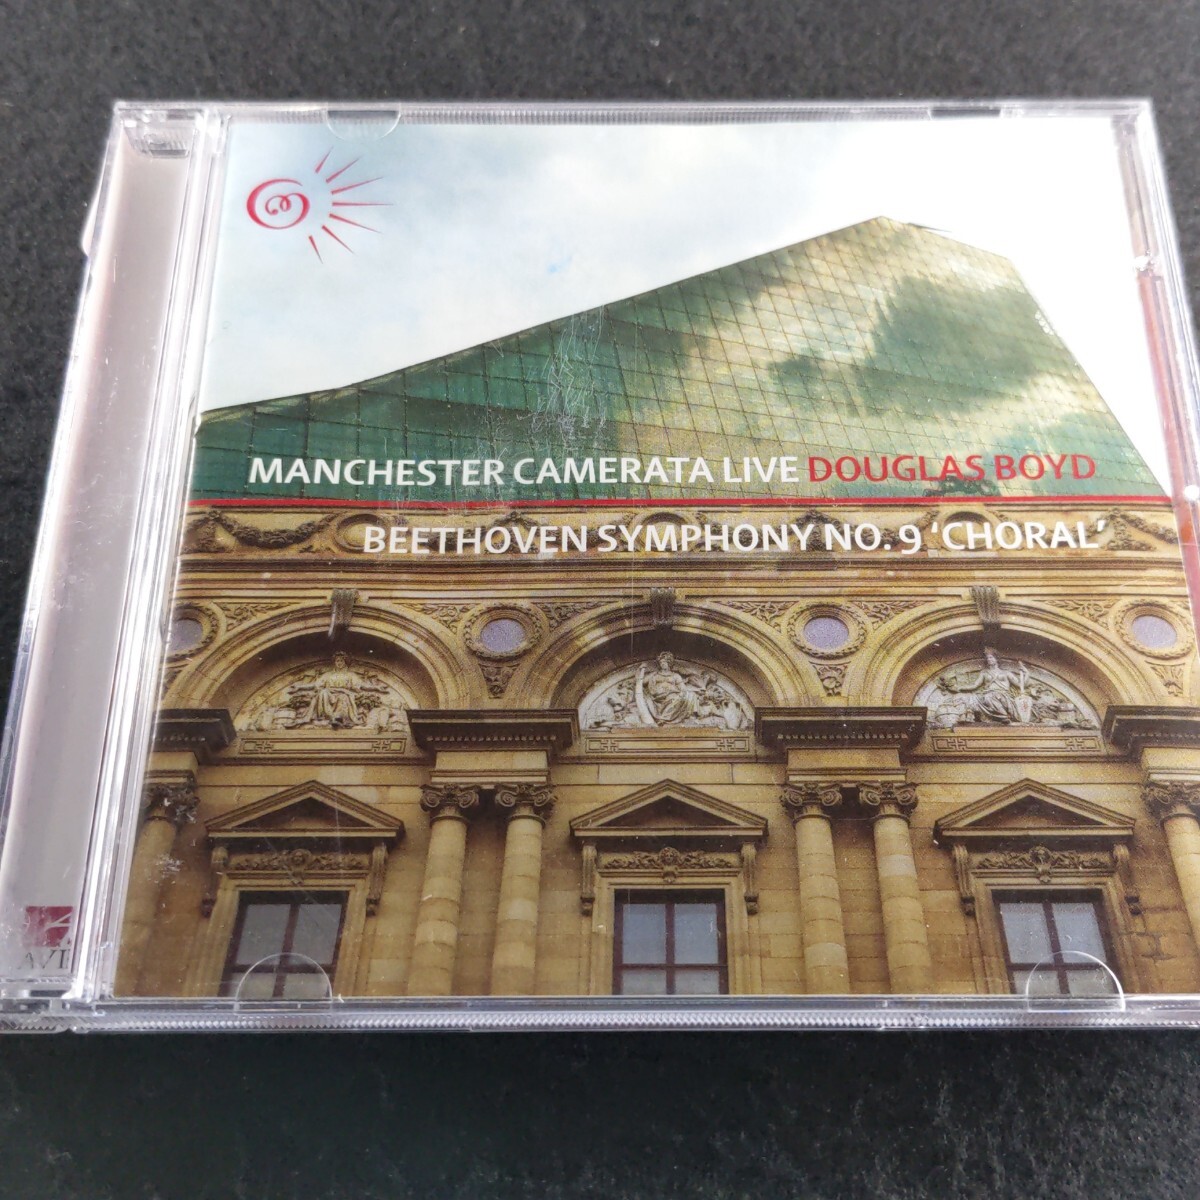 MANCHESTER CAMERATA LIVE DOUGLAS BOYD
BEETHOVEN SYMPHONY NO. 9 ‘CHORAL’